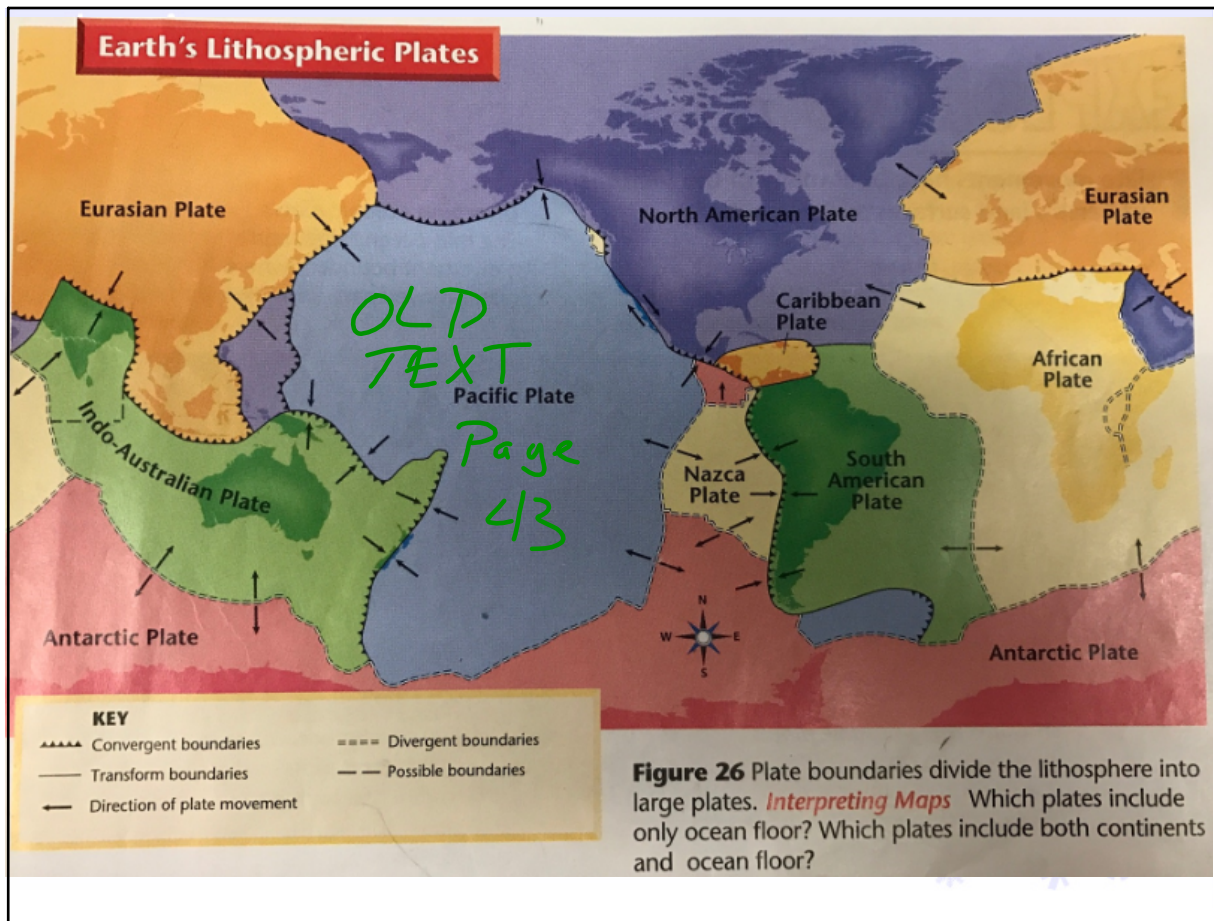 Earth's Lithospheric Plates
Eurasian Plate
North American Plate
Eurasian
Plate
Caribbean
Plate
African
Plate
OLD
TEXT
Pacific Plate
Page
43
Indo-Australian Plate
Nazca
Plate
South
American
Plate
N
W E
S
Antarctic Plate
Antarctic Plate
KEY
Convergent boundaries
Divergent boundaries
Transform boundaries
Possible boundaries
Direction of plate movement
Figure 26 Plate boundaries divide the lithosphere into
large plates. Interpreting Maps Which plates include
only ocean floor? Which plates include both continents
and ocean floor?